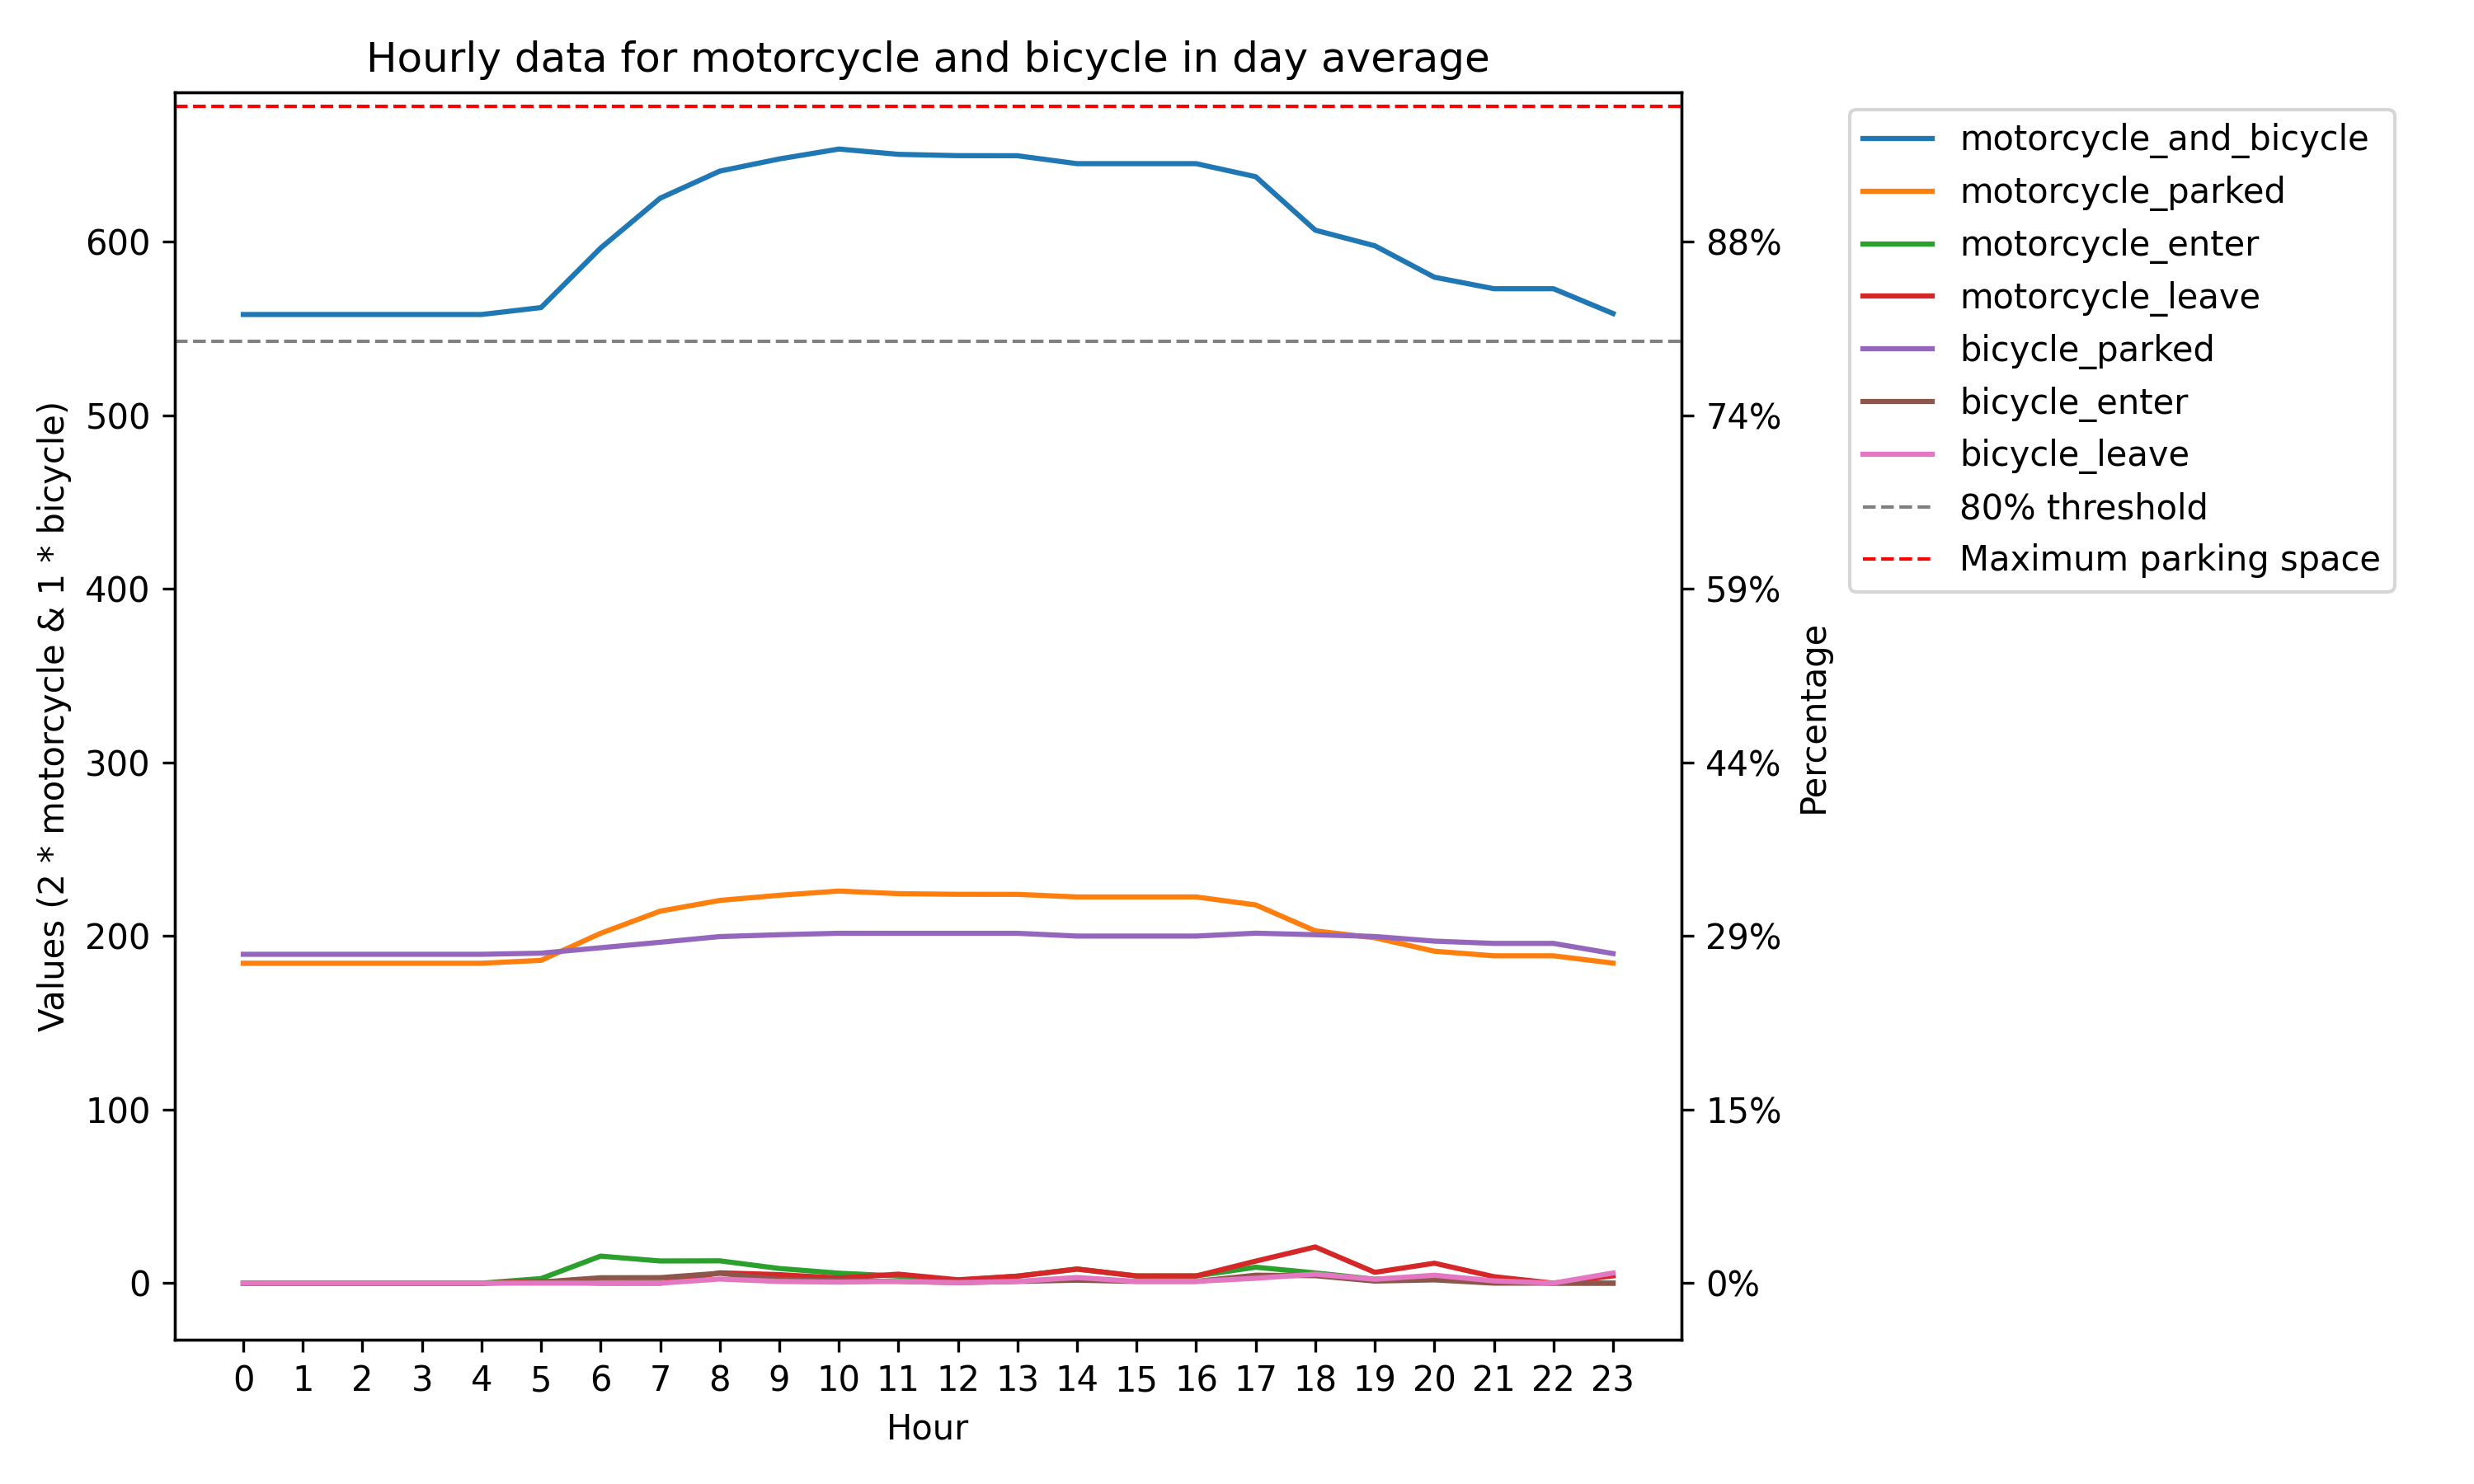 Hourly data for motorcycle and bicycle in day average
Values (2 * motorcycle & 1 * bicycle)
600
500
400
300
200
100
0
88%
74%
59%
44%
29%
15%
0%
Percentage
0 1 2 3 4 5 6 7 8 9 10 11 12 13 14 15 16 17 18 19 20 21 22 23
Hour
motorcycle_and_bicycle
motorcycle_parked
motorcycle_enter
motorcycle_leave
bicycle_parked
bicycle_enter
bicycle_leave
80% threshold
Maximum parking space